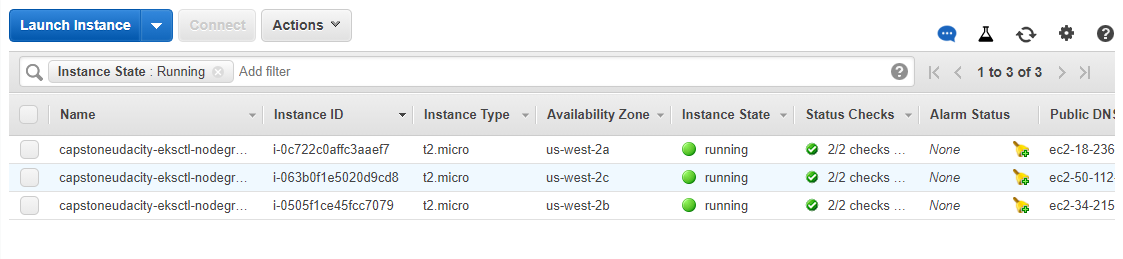 Launch Instance Connect Actions
Instance State : Running Add filter 1 to 3 of 3
Name Instance ID Instance Type Availability Zone Instance State Status Checks Alarm Status Public DNS
capstoneudacity-eksctl-nodegr... i-0c722c0affc3aaef7 t2.micro us-west-2a running 2/2 checks ... None ec2-18-236
capstoneudacity-eksctl-nodegr... i-063b0f1e5020d9cd8 t2.micro us-west-2c running 2/2 checks ... None ec2-50-112
capstoneudacity-eksctl-nodegr... i-0505f1ce45fcc7079 t2.micro us-west-2b running 2/2 checks ... None ec2-34-215